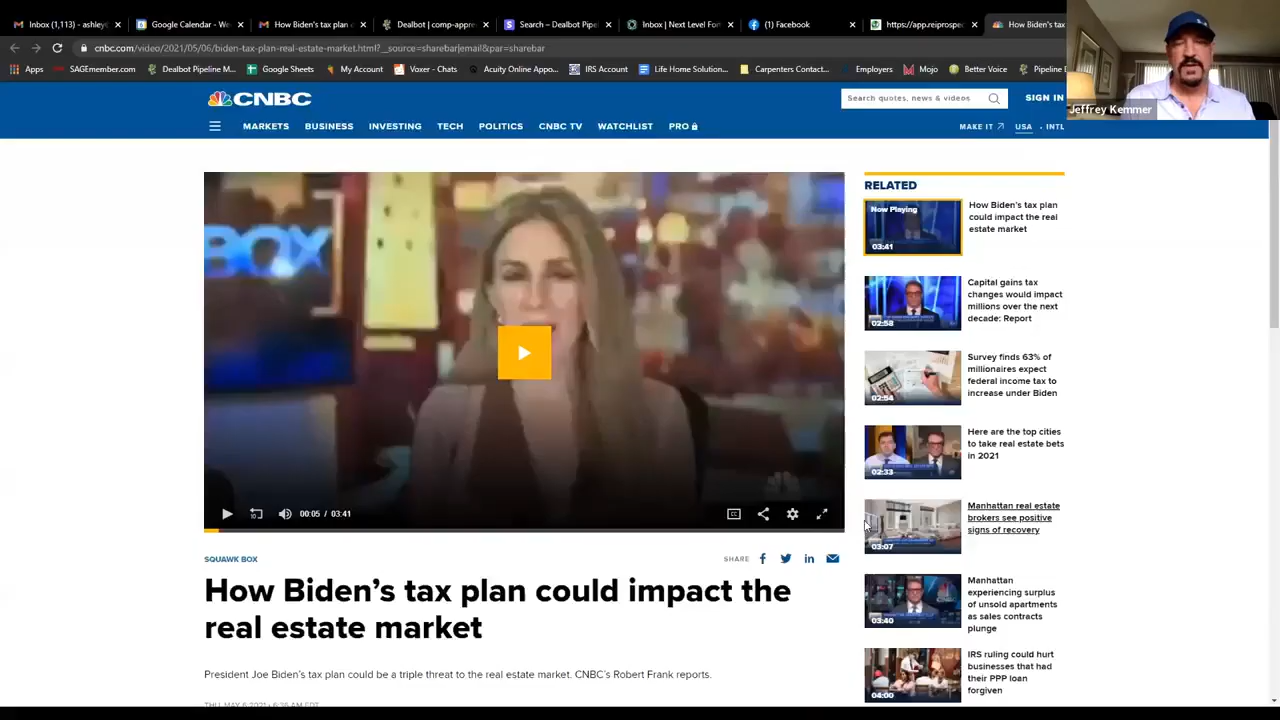 Inbox (1,113) - ashley
Google Calendar - We
How Biden's tax plan c
Dealbot | comp-appre
Search – Dealbot Pipel
Inbox | Next Level For
(1) Facebook
https://app.reiprospe
How Biden's tax
cnbc.com/video/2021/05/06/biden-tax-plan-real-estate-market.html?__source=sharebar|email&par=sharebar
Apps
SAGEmember.com
Dealbot Pipeline M...
Google Sheets
My Account
Voxer - Chats
Acuity Online Appo...
IRS Account
Life Home Solution...
Carpenters Contact...
Employers
Mojo
Better Voice
Pipeline
Jeffrey Kemmer
CNBC
Search quotes, news & videos
SIGN IN
MARKETS BUSINESS INVESTING TECH POLITICS CNBC TV WATCHLIST PRO
MAKE IT USA • INTL
RELATED
Now Playing
03:41
How Biden's tax plan
could impact the real
estate market
02:58
Capital gains tax
changes would impact
millions over the next
decade: Report
02:54
Survey finds 63% of
millionaires expect
federal income tax to
increase under Biden
02:33
Here are the top cities
to take real estate bets
in 2021
03:07
Manhattan real estate
brokers see positive
signs of recovery
03:40
Manhattan
experiencing surplus
of unsold apartments
as sales contracts
plunge
04:00
IRS ruling could hurt
businesses that had
their PPP loan
forgiven
10
00:05 / 03:41
CC
SQUAWK BOX
SHARE
How Biden's tax plan could impact the
real estate market
President Joe Biden's tax plan could be a triple threat to the real estate market. CNBC's Robert Frank reports.